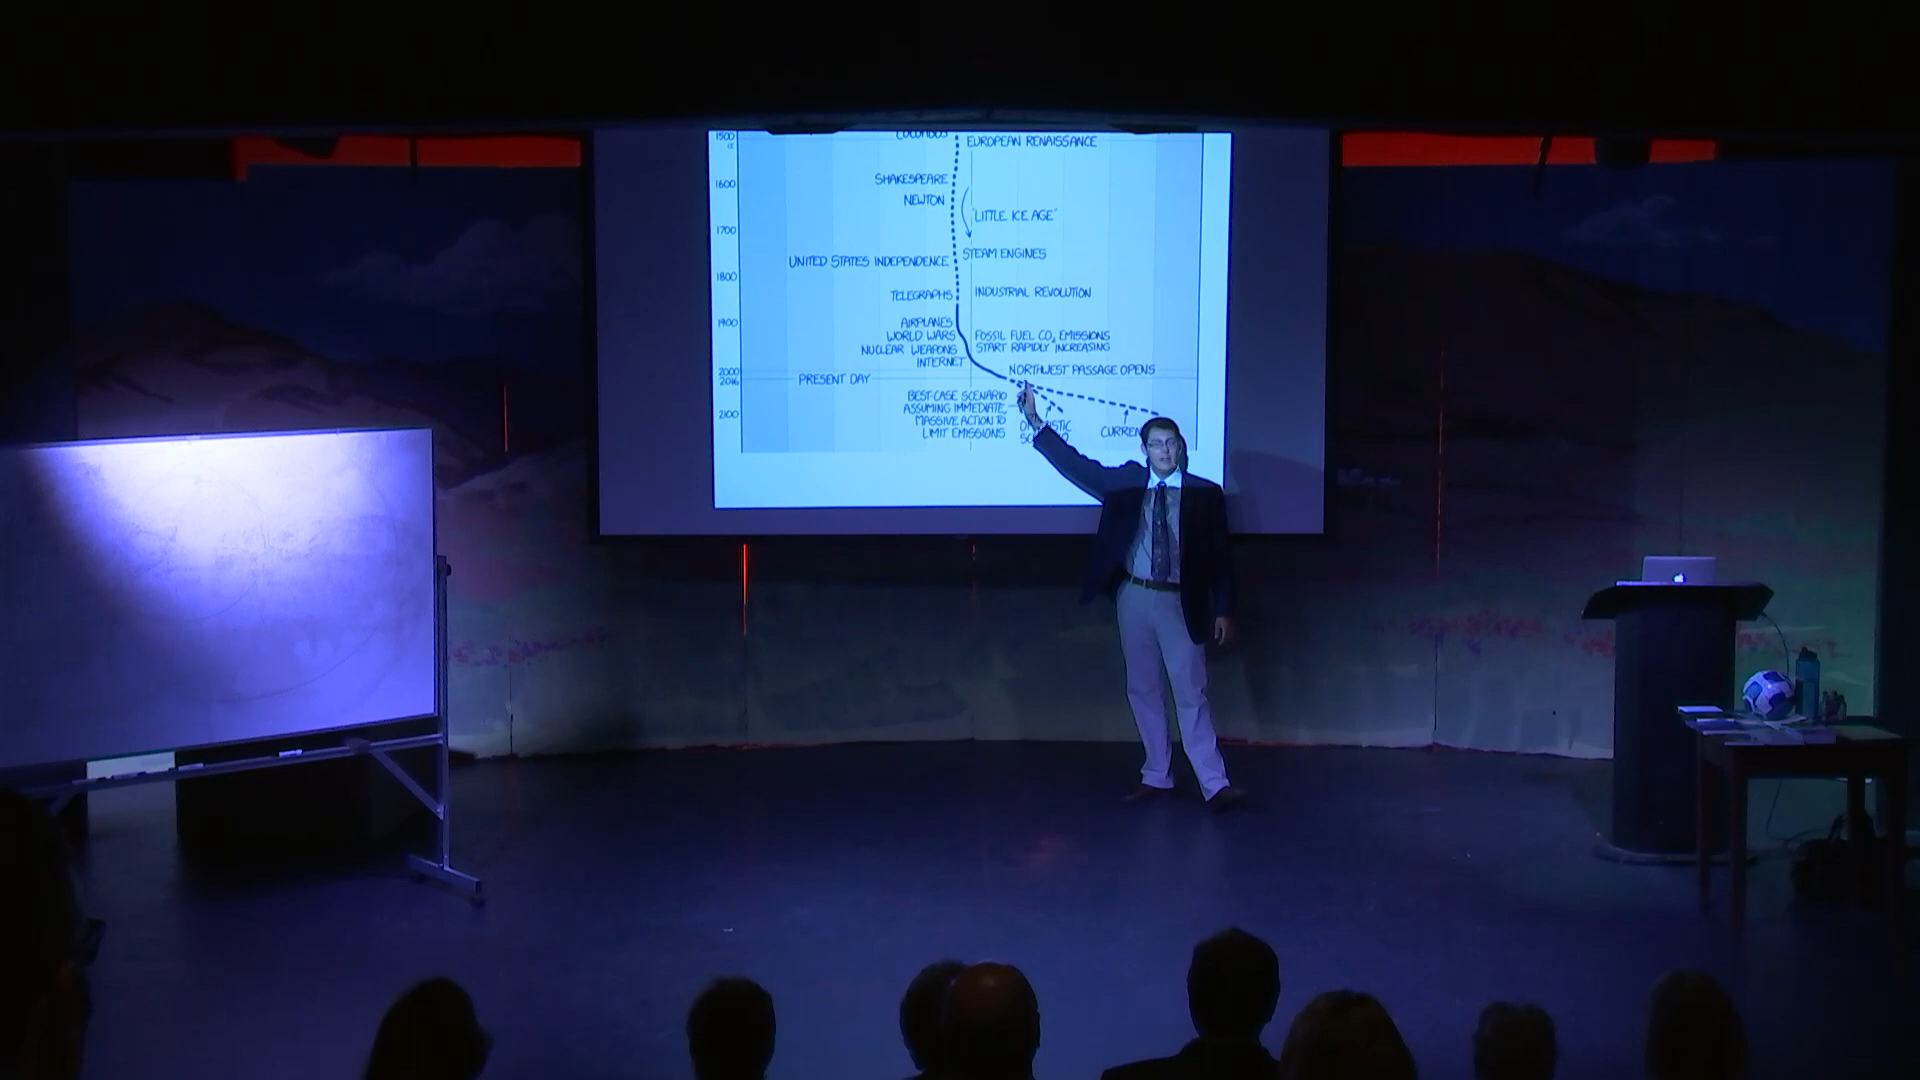 1500
EUROPEAN RENAISSANCE
1600
SHAKESPEARE
NEWTON
"LITTLE ICE AGE"
1700
STEAM ENGINES
UNITED STATES INDEPENDENCE
1800
TELEGRAPHS
INDUSTRIAL REVOLUTION
1900
AIRPLANES
WORLD WARS
NUCLEAR WEAPONS
INTERNET
FOSSIL FUEL CO₂ EMISSIONS
START RAPIDLY INCREASING
2000
NORTHWEST PASSAGE OPENS
2016
PRESENT DAY
2100
BEST-CASE SCENARIO
ASSUMING IMMEDIATE
MASSIVE ACTION TO
LIMIT EMISSIONS